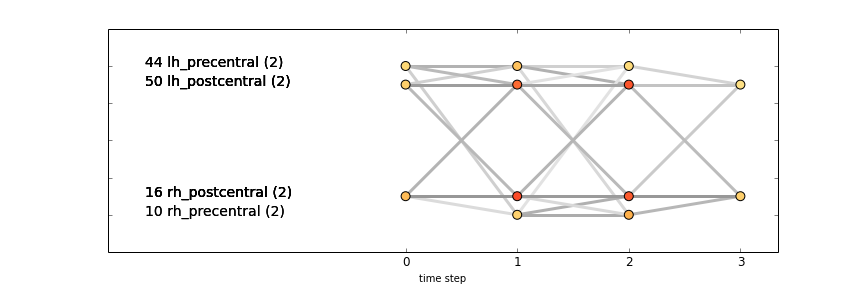 44 lh_precentral (2)
50 lh_postcentral (2)
16 rh_postcentral (2)
10 rh_precentral (2)
0 1 2 3
time step